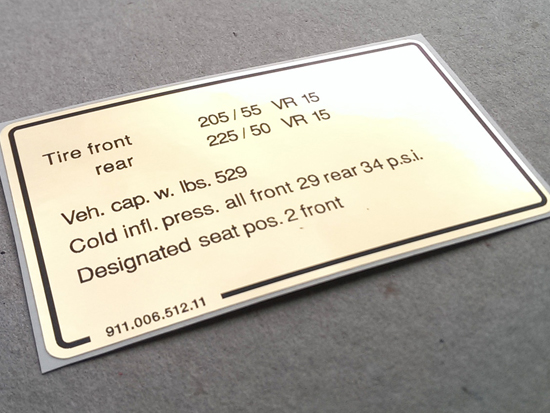 Tire front 205/55 VR 15
rear 225/50 VR 15
Veh. cap. w. lbs. 529
Cold infl. press. all front 29 rear 34 p.s.i.
Designated seat pos. 2 front
911.006.512.11